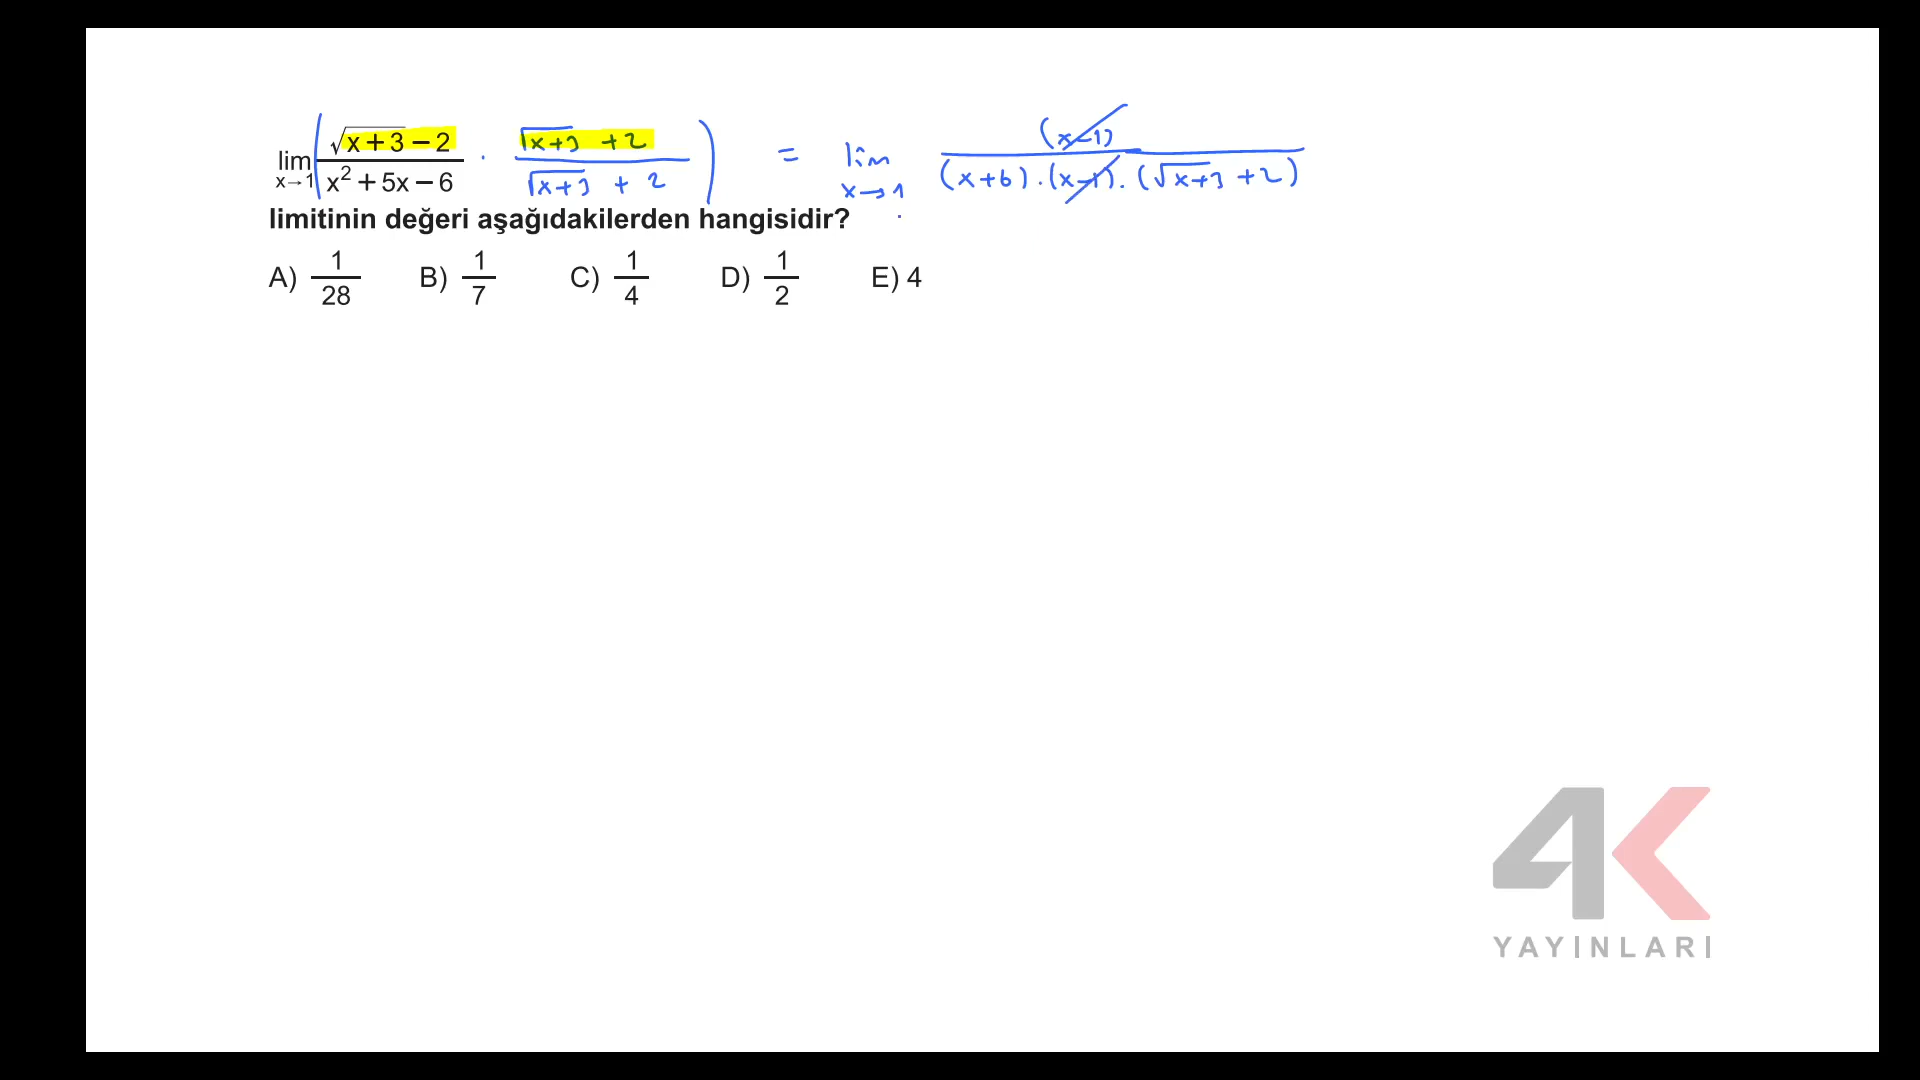 lim x→1 ( (√(x+3) − 2) / (x² + 5x − 6) · (√(x+3) + 2) / (√(x+3) + 2) ) = lim x→1 (x−1) / ((x+6).(x−1).(√(x+3) + 2))
limitinin değeri aşağıdakilerden hangisidir?
A) 1/28 B) 1/7 C) 1/4 D) 1/2 E) 4
4K
YAYINLARI